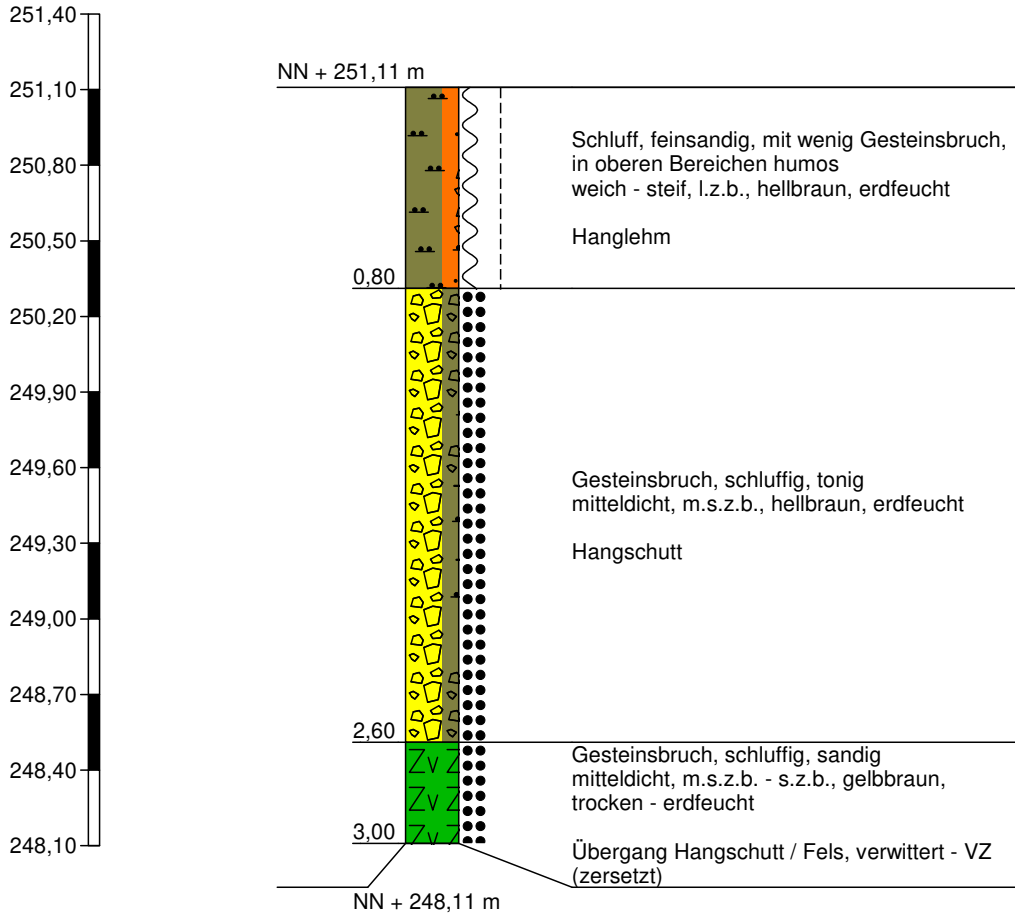 251,40
251,10
250,80
250,50
250,20
249,90
249,60
249,30
249,00
248,70
248,40
248,10
NN + 251,11 m
Schluff, feinsandig, mit wenig Gesteinsbruch,
in oberen Bereichen humos
weich - steif, l.z.b., hellbraun, erdfeucht
Hanglehm
0,80
Gesteinsbruch, schluffig, tonig
mitteldicht, m.s.z.b., hellbraun, erdfeucht
Hangschutt
2,60
Gesteinsbruch, schluffig, sandig
mitteldicht, m.s.z.b. - s.z.b., gelbbraun,
trocken - erdfeucht
Übergang Hangschutt / Fels, verwittert - VZ
(zersetzt)
3,00
NN + 248,11 m